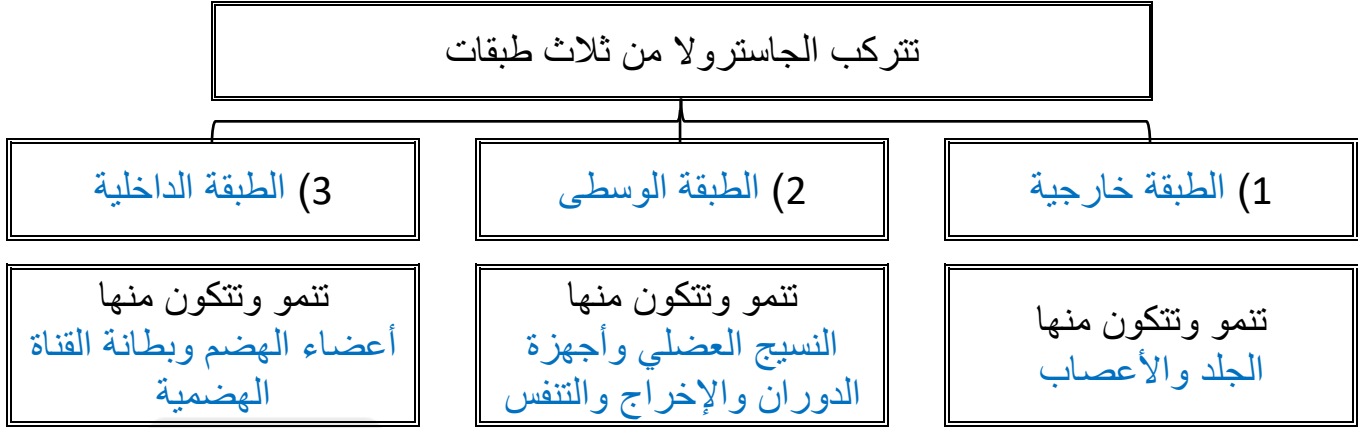 تتركب الجاسترولا من ثلاث طبقات
1) الطبقة خارجية
2) الطبقة الوسطى
3) الطبقة الداخلية
تنمو وتتكون منها
الجلد والأعصاب
تنمو وتتكون منها
النسيج العضلي وأجهزة
الدوران والإخراج والتنفس
تنمو وتتكون منها
أعضاء الهضم وبطانة القناة
الهضمية